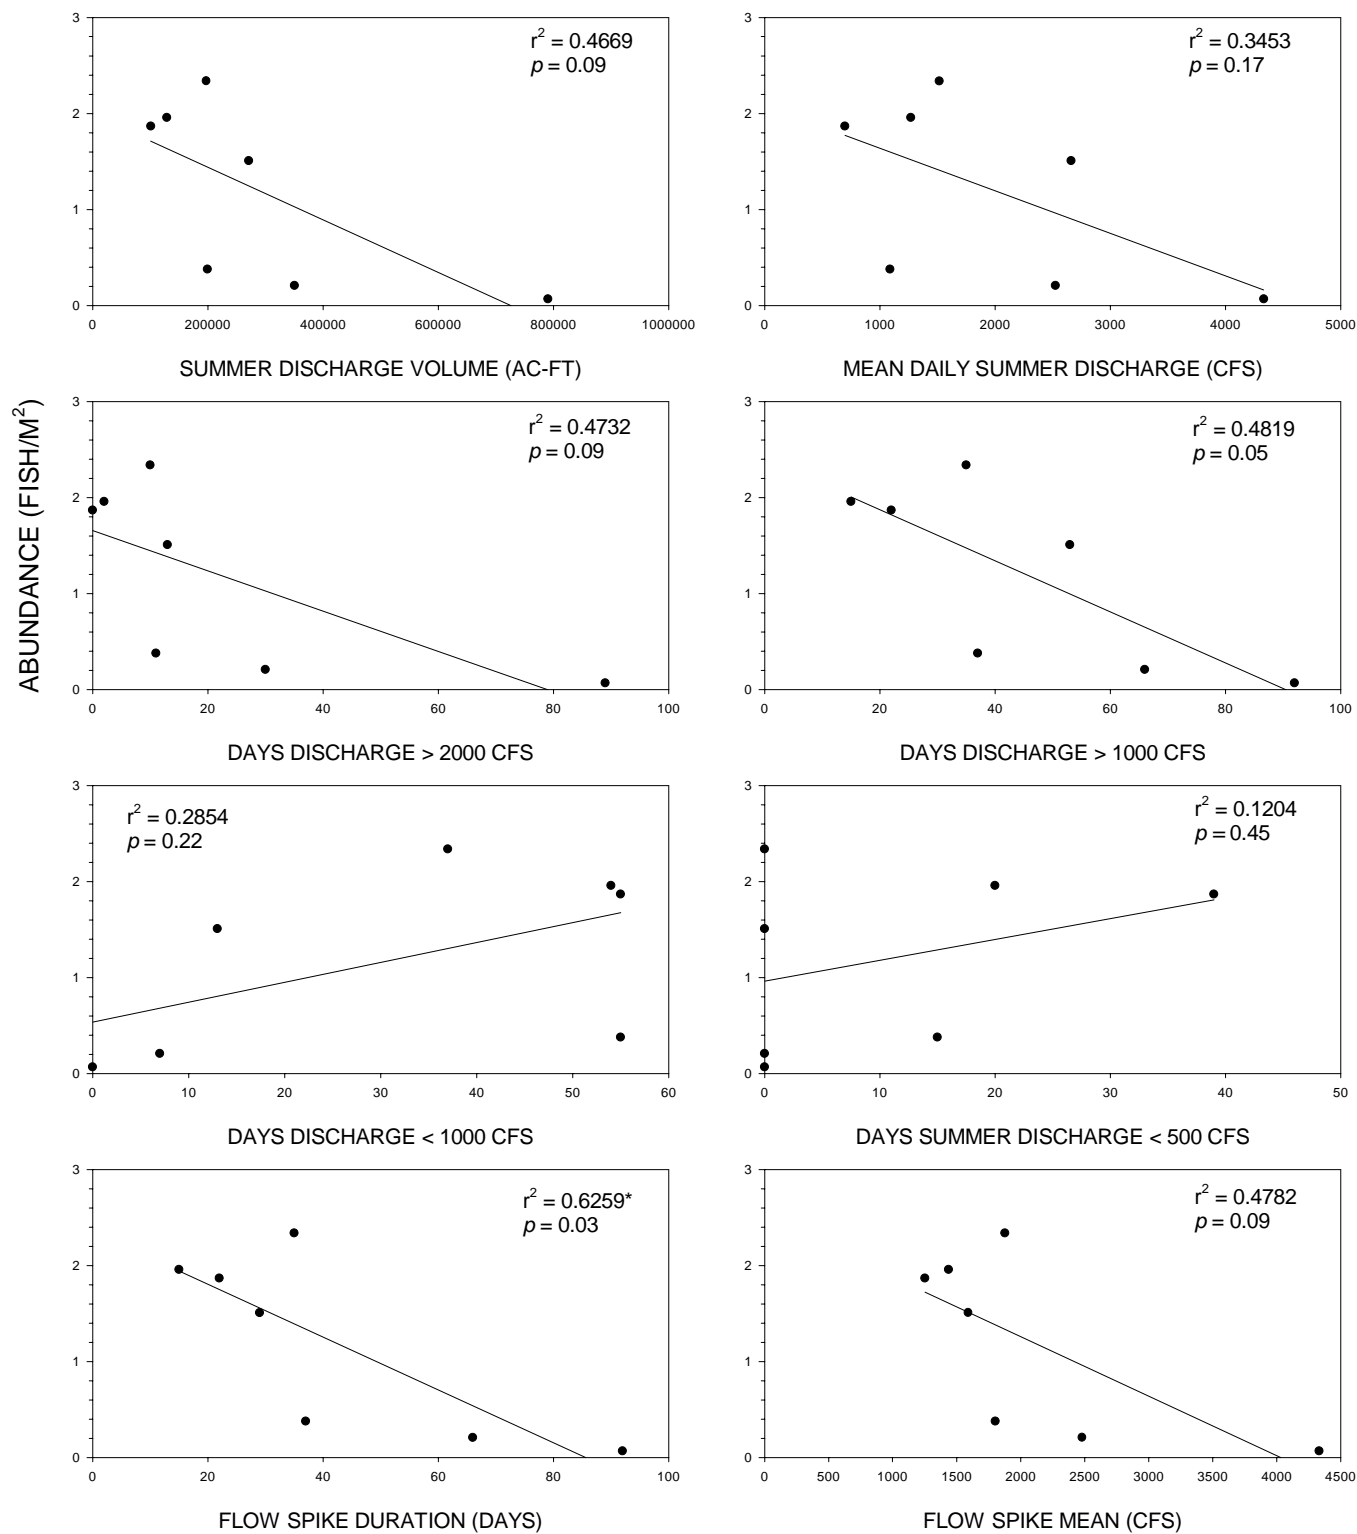 ABUNDANCE (FISH/M²)
r² = 0.4669
p = 0.09
3
2
1
0
0 200000 400000 600000 800000 1000000
SUMMER DISCHARGE VOLUME (AC-FT)
r² = 0.3453
p = 0.17
3
2
1
0
0 1000 2000 3000 4000 5000
MEAN DAILY SUMMER DISCHARGE (CFS)
r² = 0.4732
p = 0.09
3
2
1
0
0 20 40 60 80 100
DAYS DISCHARGE > 2000 CFS
r² = 0.4819
p = 0.05
3
2
1
0
0 20 40 60 80 100
DAYS DISCHARGE > 1000 CFS
r² = 0.2854
p = 0.22
3
2
1
0
0 10 20 30 40 50 60
DAYS DISCHARGE < 1000 CFS
r² = 0.1204
p = 0.45
3
2
1
0
0 10 20 30 40 50
DAYS SUMMER DISCHARGE < 500 CFS
r² = 0.6259*
p = 0.03
3
2
1
0
0 20 40 60 80 100
FLOW SPIKE DURATION (DAYS)
r² = 0.4782
p = 0.09
3
2
1
0
0 500 1000 1500 2000 2500 3000 3500 4000 4500
FLOW SPIKE MEAN (CFS)